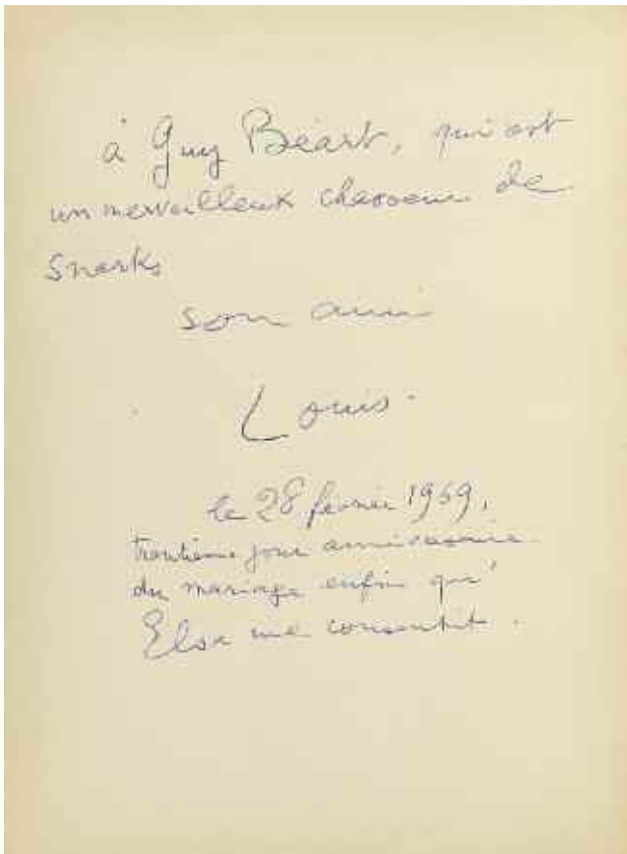 à Guy Béart, qui est
un merveilleux chasseur de
Snarks
son ami
Louis.
le 28 février 1969,
trentième jour anniversaire
du mariage enfin qu'
Elsa me consentit.